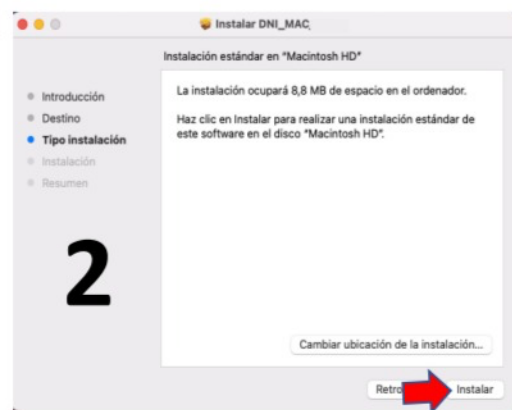 Instalar DNI_MAC
Instalación estándar en "Macintosh HD"
Introducción
Destino
Tipo instalación
Instalación
Resumen
2
La instalación ocupará 8,8 MB de espacio en el ordenador.
Haz clic en Instalar para realizar una instalación estándar de
este software en el disco "Macintosh HD".
Cambiar ubicación de la instalación...
Retro
Instalar